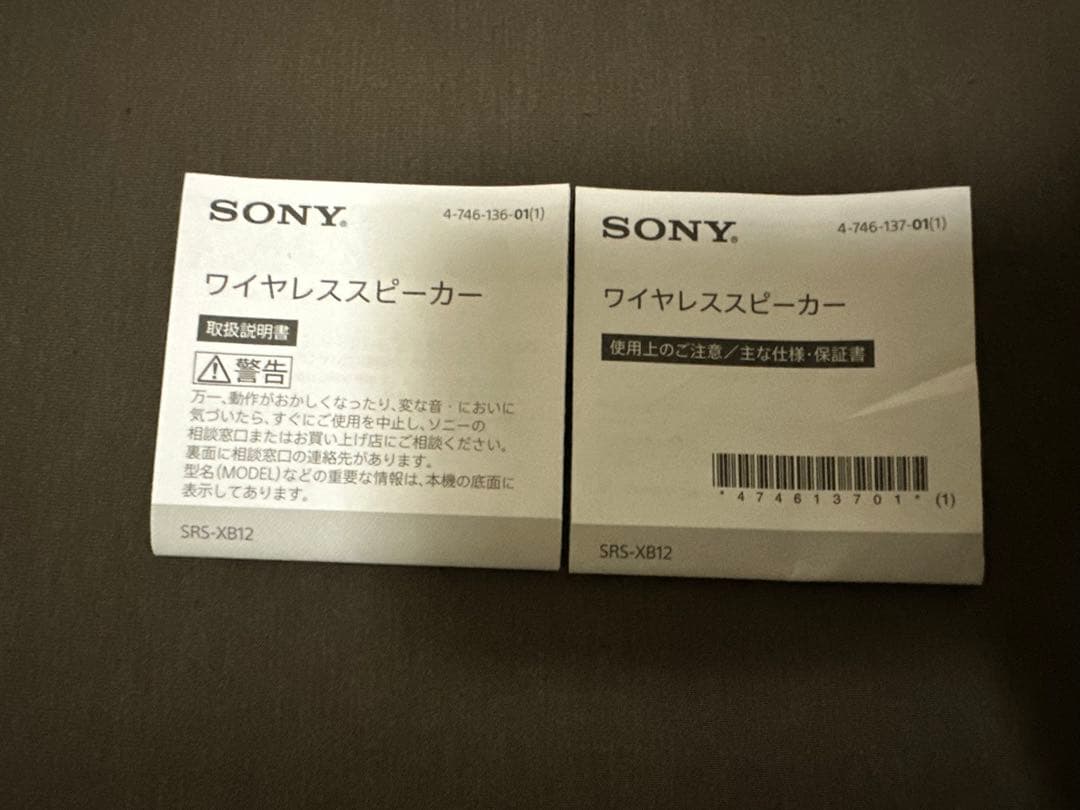 SONY®
4-746-136-01(1)
ワイヤレススピーカー
取扱説明書
警告
万一、動作がおかしくなったり、変な音・においに
気づいたら、すぐにご使用を中止し、ソニーの
相談窓口またはお買い上げ店にご相談ください。
裏面に相談窓口の連絡先があります。
型名(MODEL)などの重要な情報は、本機の底面に
表示してあります。
SRS-XB12
SONY®
4-746-137-01(1)
ワイヤレススピーカー
使用上のご注意/主な仕様・保証書
*474613701* (1)
SRS-XB12